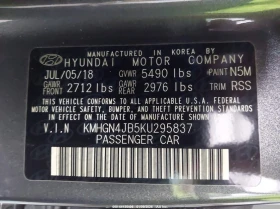 MANUFACTURED IN KOREA BY
HYUNDAI MOTOR COMPANY
JUL/05/18 GVWR 5490 lbs PAINT N5M
GAWR FRONT 2712 lbs GAWR REAR 2976 lbs TRIM RSS
THIS VEHICLE CONFORMS TO ALL APPLICABLE FEDERAL
MOTOR VEHICLE SAFETY, BUMPER, AND THEFT
PREVENTION STANDARDS IN EFFECT ON THE DATE OF
MANUFACTURE SHOWN ABOVE.
V.I.N KMHGN4JB5KU295837
PASSENGER CAR